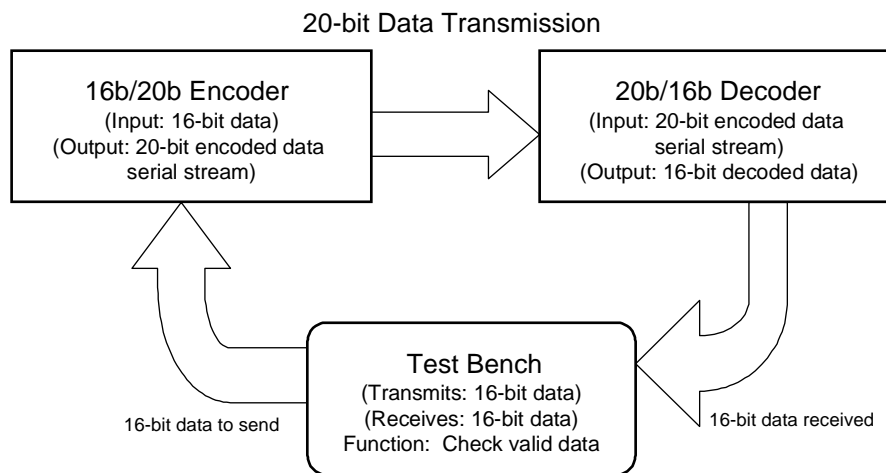 20-bit Data Transmission
16b/20b Encoder
(Input: 16-bit data)
(Output: 20-bit encoded data
serial stream)
20b/16b Decoder
(Input: 20-bit encoded data
serial stream)
(Output: 16-bit decoded data)
Test Bench
(Transmits: 16-bit data)
(Receives: 16-bit data)
Function: Check valid data
16-bit data to send
16-bit data received